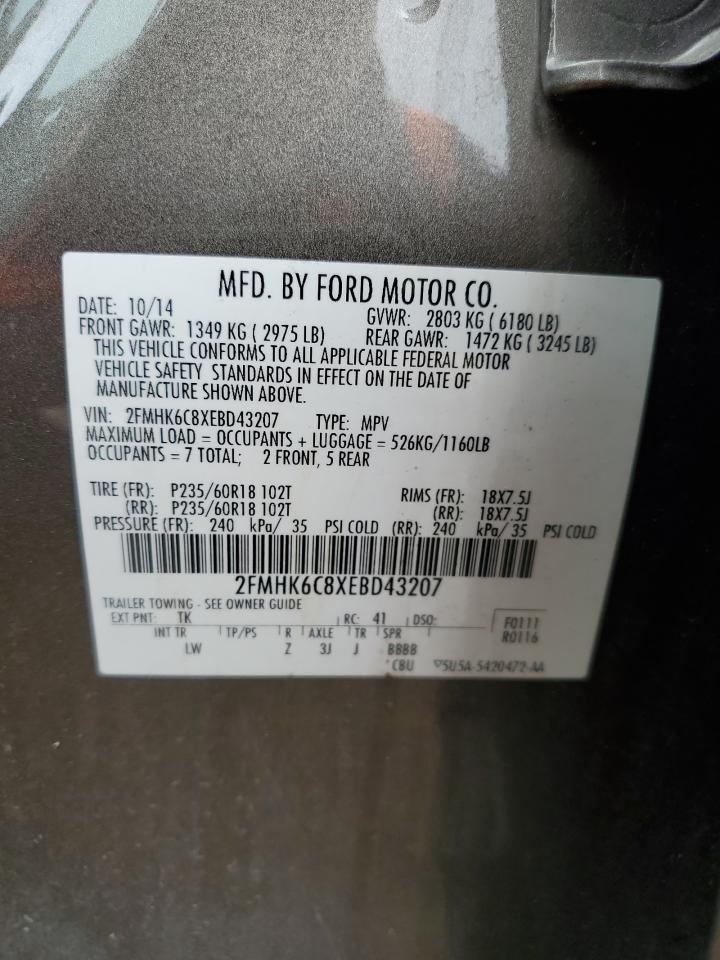 MFD. BY FORD MOTOR CO.
DATE: 10/14 GVWR: 2803 KG ( 6180 LB)
FRONT GAWR: 1349 KG ( 2975 LB) REAR GAWR: 1472 KG ( 3245 LB)
THIS VEHICLE CONFORMS TO ALL APPLICABLE FEDERAL MOTOR
VEHICLE SAFETY STANDARDS IN EFFECT ON THE DATE OF
MANUFACTURE SHOWN ABOVE.
VIN: 2FMHK6C8XEBD43207 TYPE: MPV
MAXIMUM LOAD = OCCUPANTS + LUGGAGE = 526KG/1160LB
OCCUPANTS = 7 TOTAL; 2 FRONT, 5 REAR
TIRE (FR): P235/60R18 102T RIMS (FR): 18X7.5J
(RR): P235/60R18 102T (RR): 18X7.5J
PRESSURE (FR): 240 kPa/ 35 PSI COLD (RR): 240 kPa/ 35 PSI COLD
2FMHK6C8XEBD43207
TRAILER TOWING - SEE OWNER GUIDE
EXT PNT: TK RC: 41 DSO: F0111
INT TR TP/PS R AXLE TR SPR R0116
LW Z 3J J BBBB
CBU 5U5A-5420472-AA